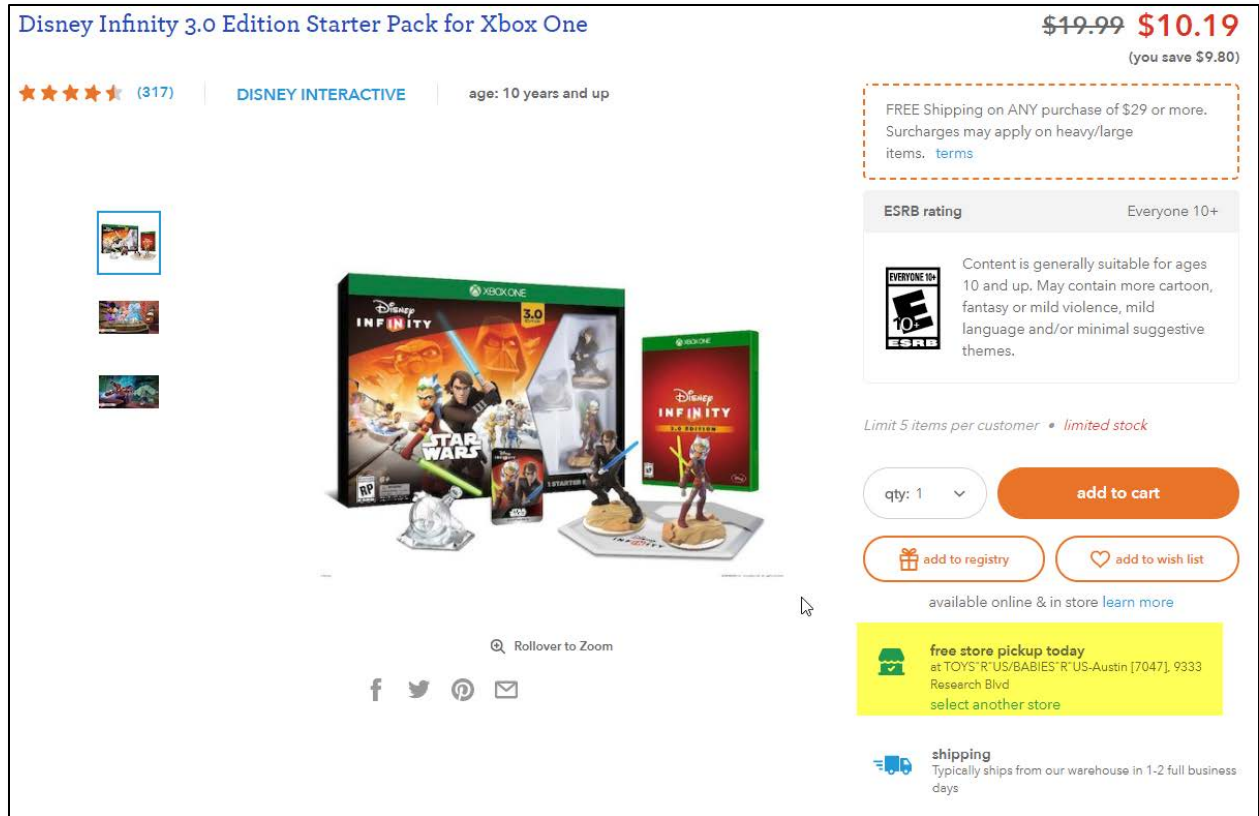 Disney Infinity 3.0 Edition Starter Pack for Xbox One
$19.99 $10.19
(you save $9.80)
(317)
DISNEY INTERACTIVE
age: 10 years and up
FREE Shipping on ANY purchase of $29 or more.
Surcharges may apply on heavy/large
items. terms
ESRB rating Everyone 10+
EVERYONE 10+
E
10+
ESRB
Content is generally suitable for ages
10 and up. May contain more cartoon,
fantasy or mild violence, mild
language and/or minimal suggestive
themes.
XBOX ONE
Disney
INFINITY
3.0
STAR
WARS
RP
XBOX ONE
Disney
INFINITY
3.0 EDITION
Limit 5 items per customer • limited stock
qty: 1
add to cart
add to registry
add to wish list
available online & in store learn more
free store pickup today
at TOYS"R"US/BABIES"R"US-Austin [7047], 9333
Research Blvd
select another store
Rollover to Zoom
shipping
Typically ships from our warehouse in 1-2 full business
days